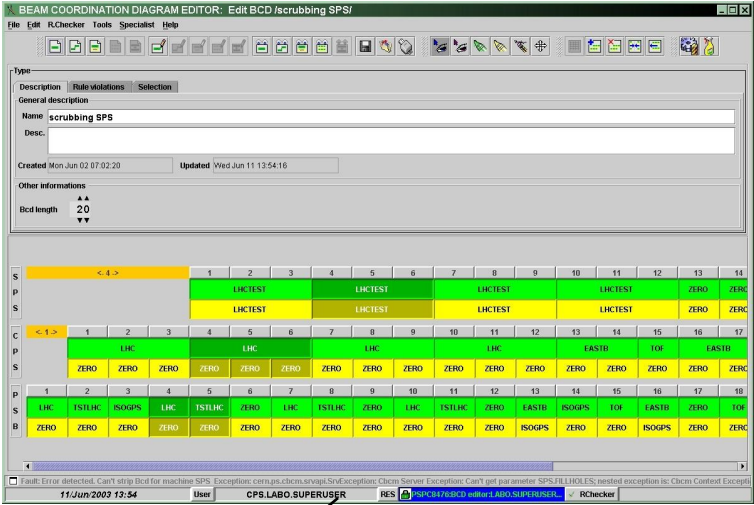 BEAM COORDINATION DIAGRAM EDITOR: Edit BCD /scrubbing SPS/
File Edit R.Checker Tools Specialist Help
Type
Description Rule violations Selection
General description
Name scrubbing SPS
Desc.
Created Mon Jun 02 07:02:20 Updated Wed Jun 11 13:54:16
Other informations
Bcd length 20
S P S
<- 4 -> 1 2 3 4 5 6 7 8 9 10 11 12 13 14
LHCTEST LHCTEST LHCTEST LHCTEST ZERO ZERO
LHCTEST LHCTEST LHCTEST LHCTEST ZERO ZERO
C P S
<- 1 -> 1 2 3 4 5 6 7 8 9 10 11 12 13 14 15 16 17
LHC LHC LHC LHC EASTB TOF EASTB
ZERO ZERO ZERO ZERO ZERO ZERO ZERO ZERO ZERO ZERO ZERO ZERO ZERO ZERO ZERO ZERO ZERO
P S B
1 2 3 4 5 6 7 8 9 10 11 12 13 14 15 16 17 18
LHC TSTLHC ISOGPS LHC TSTLHC ZERO LHC TSTLHC ZERO LHC TSTLHC ZERO EASTB ISOGPS TOF EASTB ZERO TOF
ZERO ZERO ZERO ZERO ZERO ZERO ZERO ZERO ZERO ZERO ZERO ZERO ISOGPS ZERO ZERO ISOGPS ZERO ZERO
Fault: Error detected. Can't strip Bcd for machine SPS Exception: cern.ps.cbcm.srvapi.SrvException: Cbcm Server Exception: Can't get parameter SPS.FILLHOLES; nested exception is: Cbcm Context Excepti
11/Jun/2003 13:54 User CPS.LABO.SUPERUSER RES PSPC8476:BCD editor:LABO.SUPERUSER... RChecker